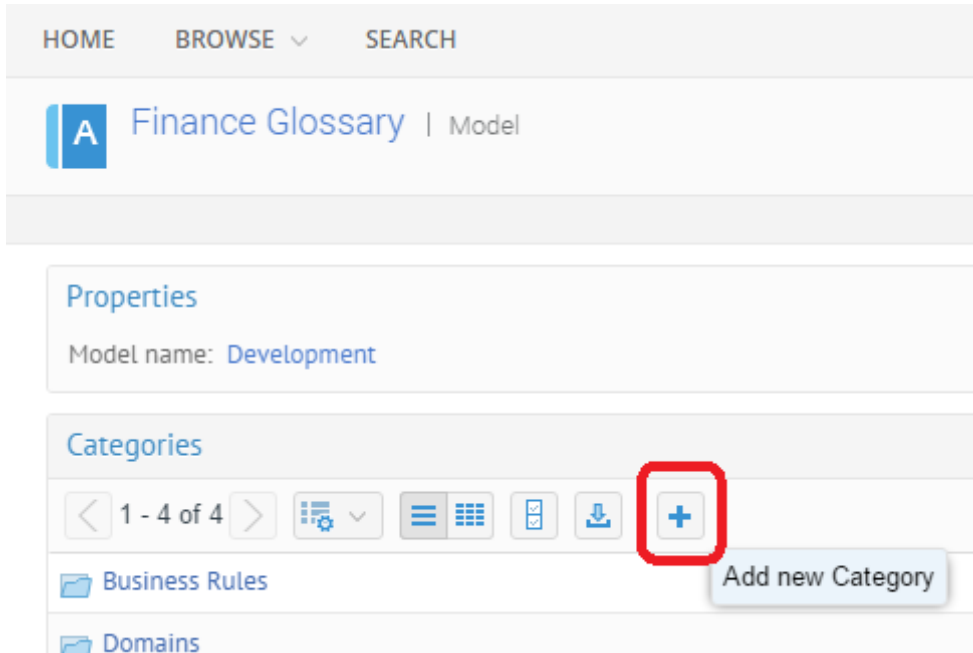 HOME BROWSE SEARCH
A Finance Glossary | Model
Properties
Model name: Development
Categories
1 - 4 of 4
Add new Category
Business Rules
Domains